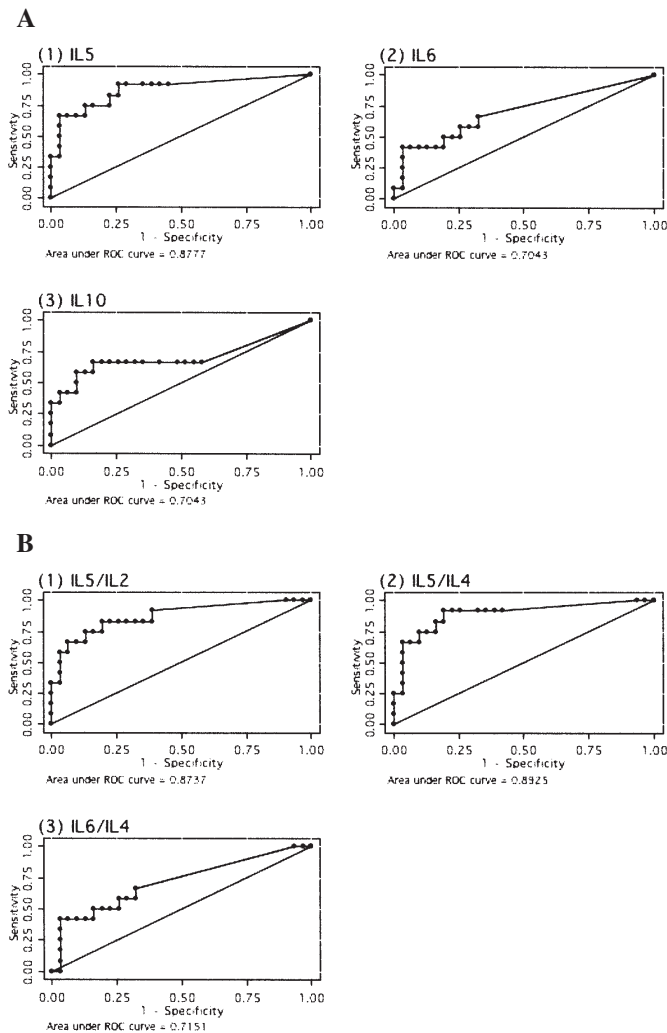 A
(1) IL5
Sensitivity
0.00 0.25 0.50 0.75 1.00
0.00 0.25 0.50 0.75 1.00
1 - Specificity
Area under ROC curve = 0.8777
(2) IL6
Sensitivity
0.00 0.25 0.50 0.75 1.00
0.00 0.25 0.50 0.75 1.00
1 - Specificity
Area under ROC curve = 0.7043
(3) IL10
Sensitivity
0.00 0.25 0.50 0.75 1.00
0.00 0.25 0.50 0.75 1.00
1 - Specificity
Area under ROC curve = 0.7043
B
(1) IL5/IL2
Sensitivity
0.00 0.25 0.50 0.75 1.00
0.00 0.25 0.50 0.75 1.00
1 - Specificity
Area under ROC curve = 0.8737
(2) IL5/IL4
Sensitivity
0.00 0.25 0.50 0.75 1.00
0.00 0.25 0.50 0.75 1.00
1 - Specificity
Area under ROC curve = 0.8925
(3) IL6/IL4
Sensitivity
0.00 0.25 0.50 0.75 1.00
0.00 0.25 0.50 0.75 1.00
1 - Specificity
Area under ROC curve = 0.7151